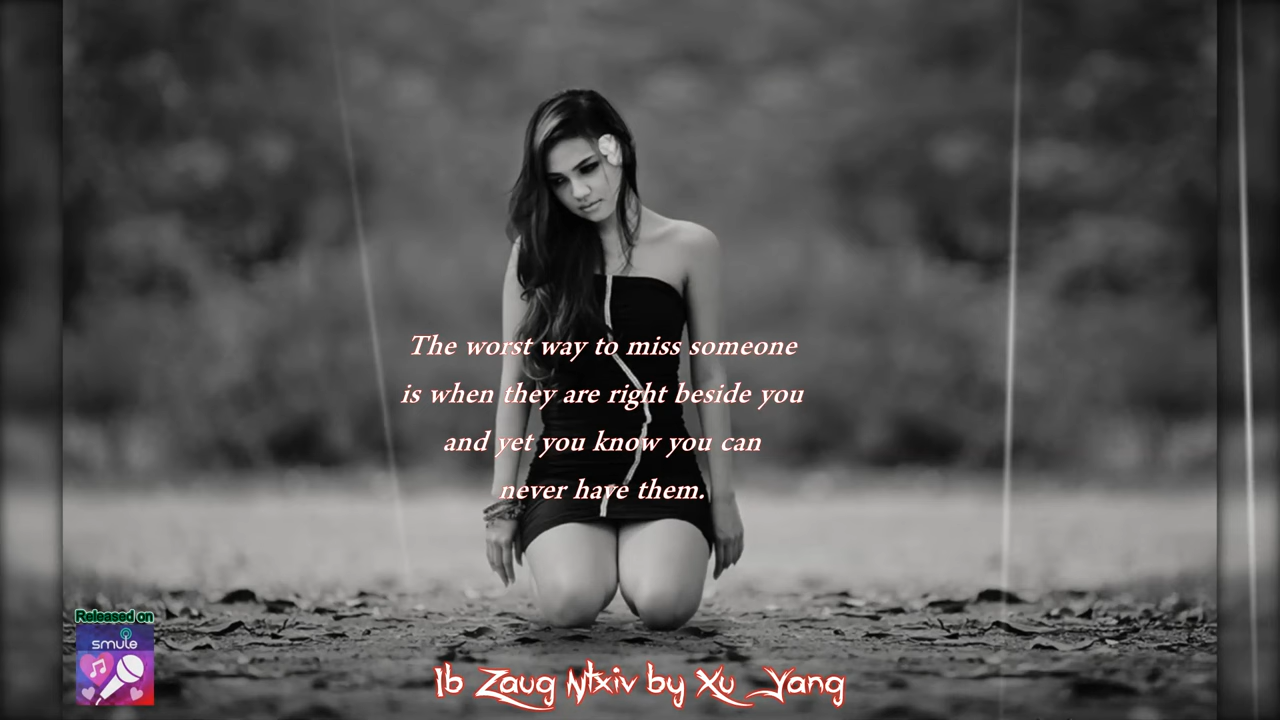 The worst way to miss someone
is when they are right beside you
and yet you know you can
never have them.
Released on
smule
Ib Zaug Ntxiv by Xu Yang